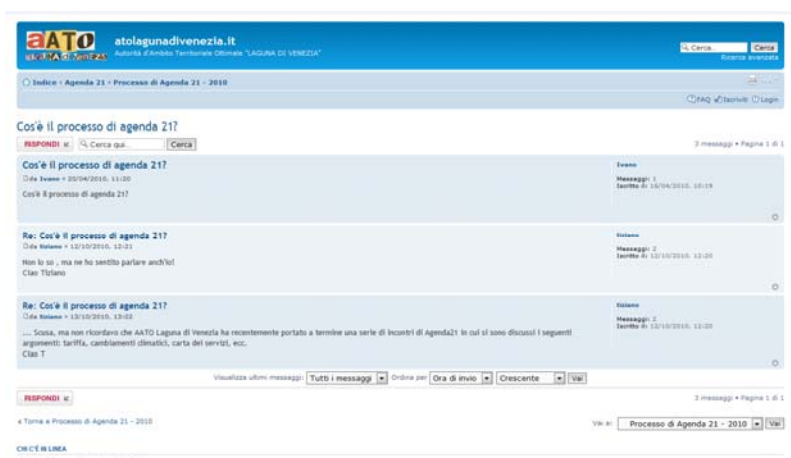 aATO
LAGUNA DI VENEZIA
atolagunadivenezia.it
Autorità d'Ambito Territoriale Ottimale "LAGUNA DI VENEZIA"
Cerca... Cerca
Ricerca avanzata
Indice ‹ Agenda 21 ‹ Processo di Agenda 21 - 2010
FAQ Iscriviti Login
Cos'è il processo di agenda 21?
RISPONDI Cerca qui... Cerca
3 messaggi • Pagina 1 di 1
Cos'è il processo di agenda 21?
da Ivano » 20/04/2010, 11:20
Cos'è il processo di agenda 21?
Ivano
Messaggi: 1
Iscritto il: 16/04/2010, 10:19
Re: Cos'è il processo di agenda 21?
da tiziano » 12/10/2010, 12:21
Non lo so , ma ne ho sentito parlare anch'io!
Ciao Tiziano
tiziano
Messaggi: 2
Iscritto il: 12/10/2010, 12:20
Re: Cos'è il processo di agenda 21?
da tiziano » 13/10/2010, 13:02
... Scusa, ma non ricordavo che AATO Laguna di Venezia ha recentemente portato a termine una serie di incontri di Agenda21 in cui si sono discussi i seguenti
argomenti: tariffa, cambiamenti climatici, carta dei servizi, ecc.
Ciao T
tiziano
Messaggi: 2
Iscritto il: 12/10/2010, 12:20
Visualizza ultimi messaggi: Tutti i messaggi Ordina per Ora di invio Crescente Vai
RISPONDI
3 messaggi • Pagina 1 di 1
Torna a Processo di Agenda 21 - 2010
Vai a: Processo di Agenda 21 - 2010 Vai
CHI C'È IN LINEA